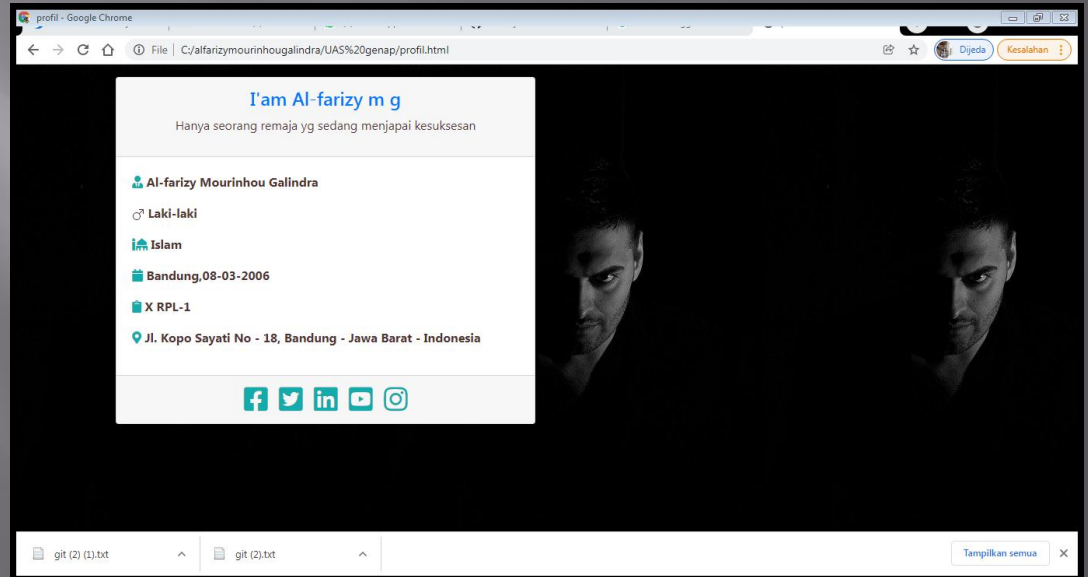 profil - Google Chrome
File | C:/alfarizymourinhougalindra/UAS%20genap/profil.html
Dijeda
Kesalahan
I'am Al-farizy m g
Hanya seorang remaja yg sedang menjapai kesuksesan
Al-farizy Mourinhou Galindra
Laki-laki
Islam
Bandung,08-03-2006
X RPL-1
Jl. Kopo Sayati No - 18, Bandung - Jawa Barat - Indonesia
git (2) (1).txt
git (2).txt
Tampilkan semua